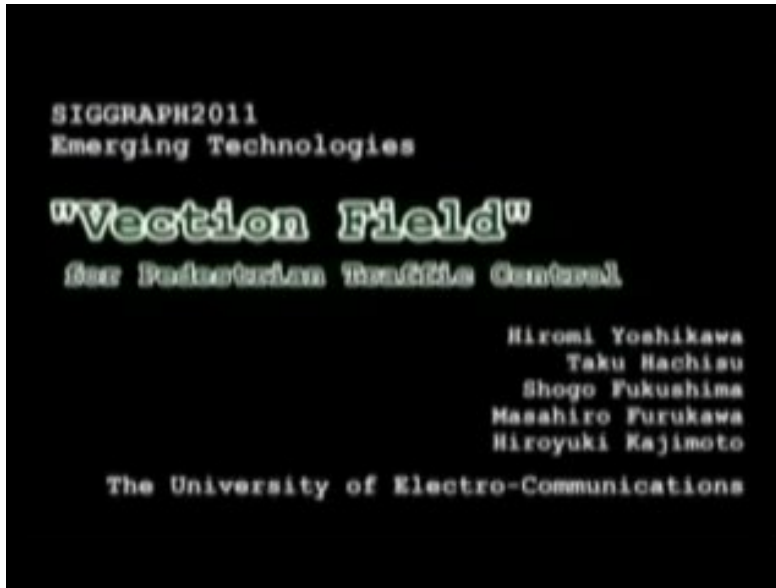 SIGGRAPH2011
Emerging Technologies
"Vection Field"
for Pedestrian Traffic Control
Hiromi Yoshikawa
Taku Hachisu
Shogo Fukushima
Masahiro Furukawa
Hiroyuki Kajimoto
The University of Electro-Communications